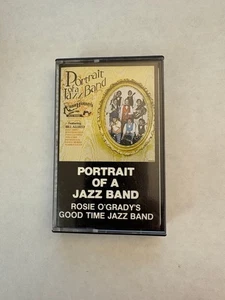 Portrait
of a
Jazz Band
PORTRAIT
OF A
JAZZ BAND
ROSIE O'GRADY'S
GOOD TIME JAZZ BAND